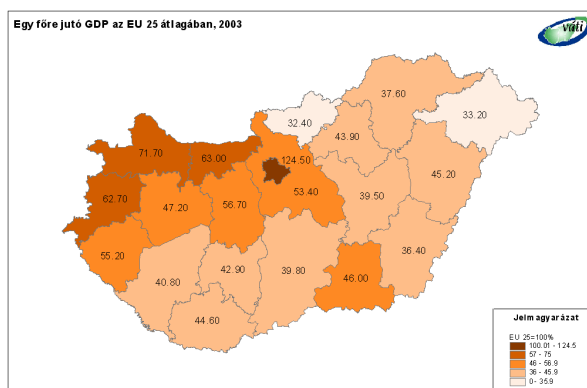 Egy főre jutó GDP az EU 25 átlagában, 2003
váti
37.60
32.40
33.20
43.90
71.70
63.00
124.50
45.20
62.70
47.20
56.70
53.40
39.50
55.20
36.40
40.80
42.90
39.80
46.00
44.60
Jelmagyarázat
EU 25=100%
100.01 - 124.5
57 - 75
46 - 56.9
36 - 45.9
0 - 35.9